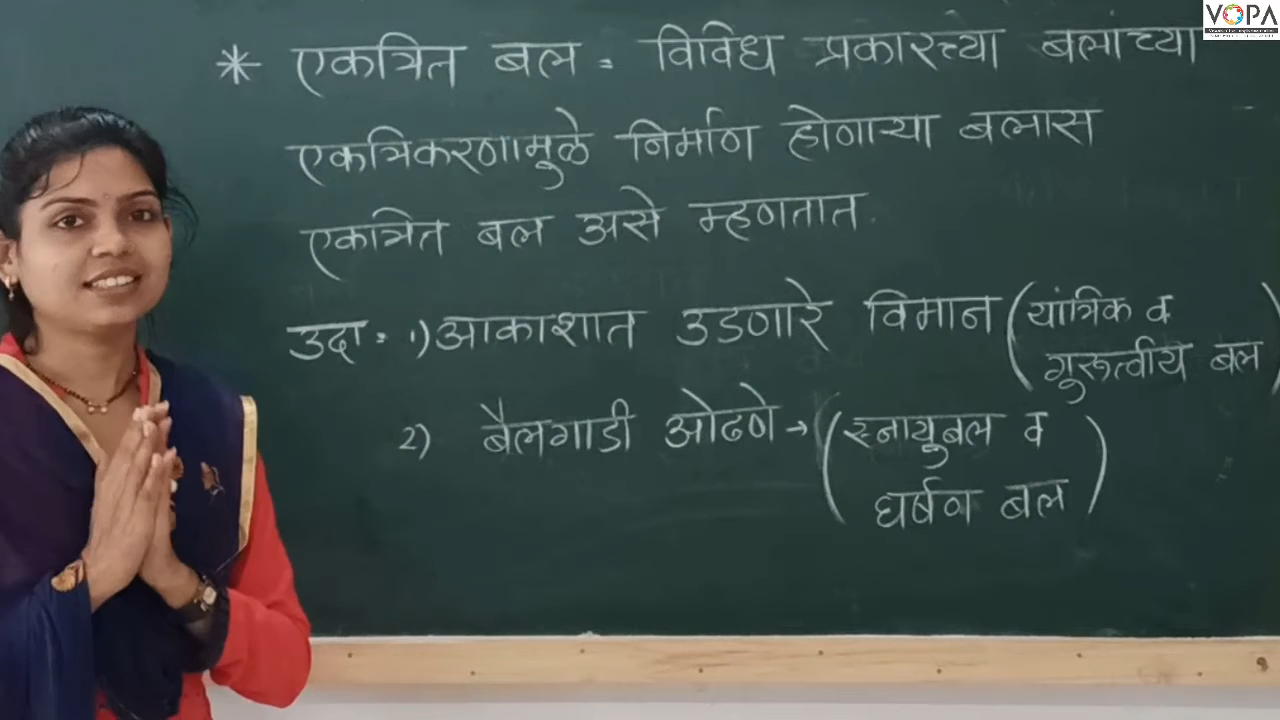 VOPA
* एकत्रित बल = विविध प्रकारच्या बलांच्या
एकत्रिकरणामुळे निर्माण होणाऱ्या बलास
एकत्रित बल असे म्हणतात.
उदा = १) आकाशात उडणारे विमान (यांत्रिक व
गुरुत्वीय बल)
2) बैलगाडी ओढणे → (स्नायुबल व
घर्षण बल)